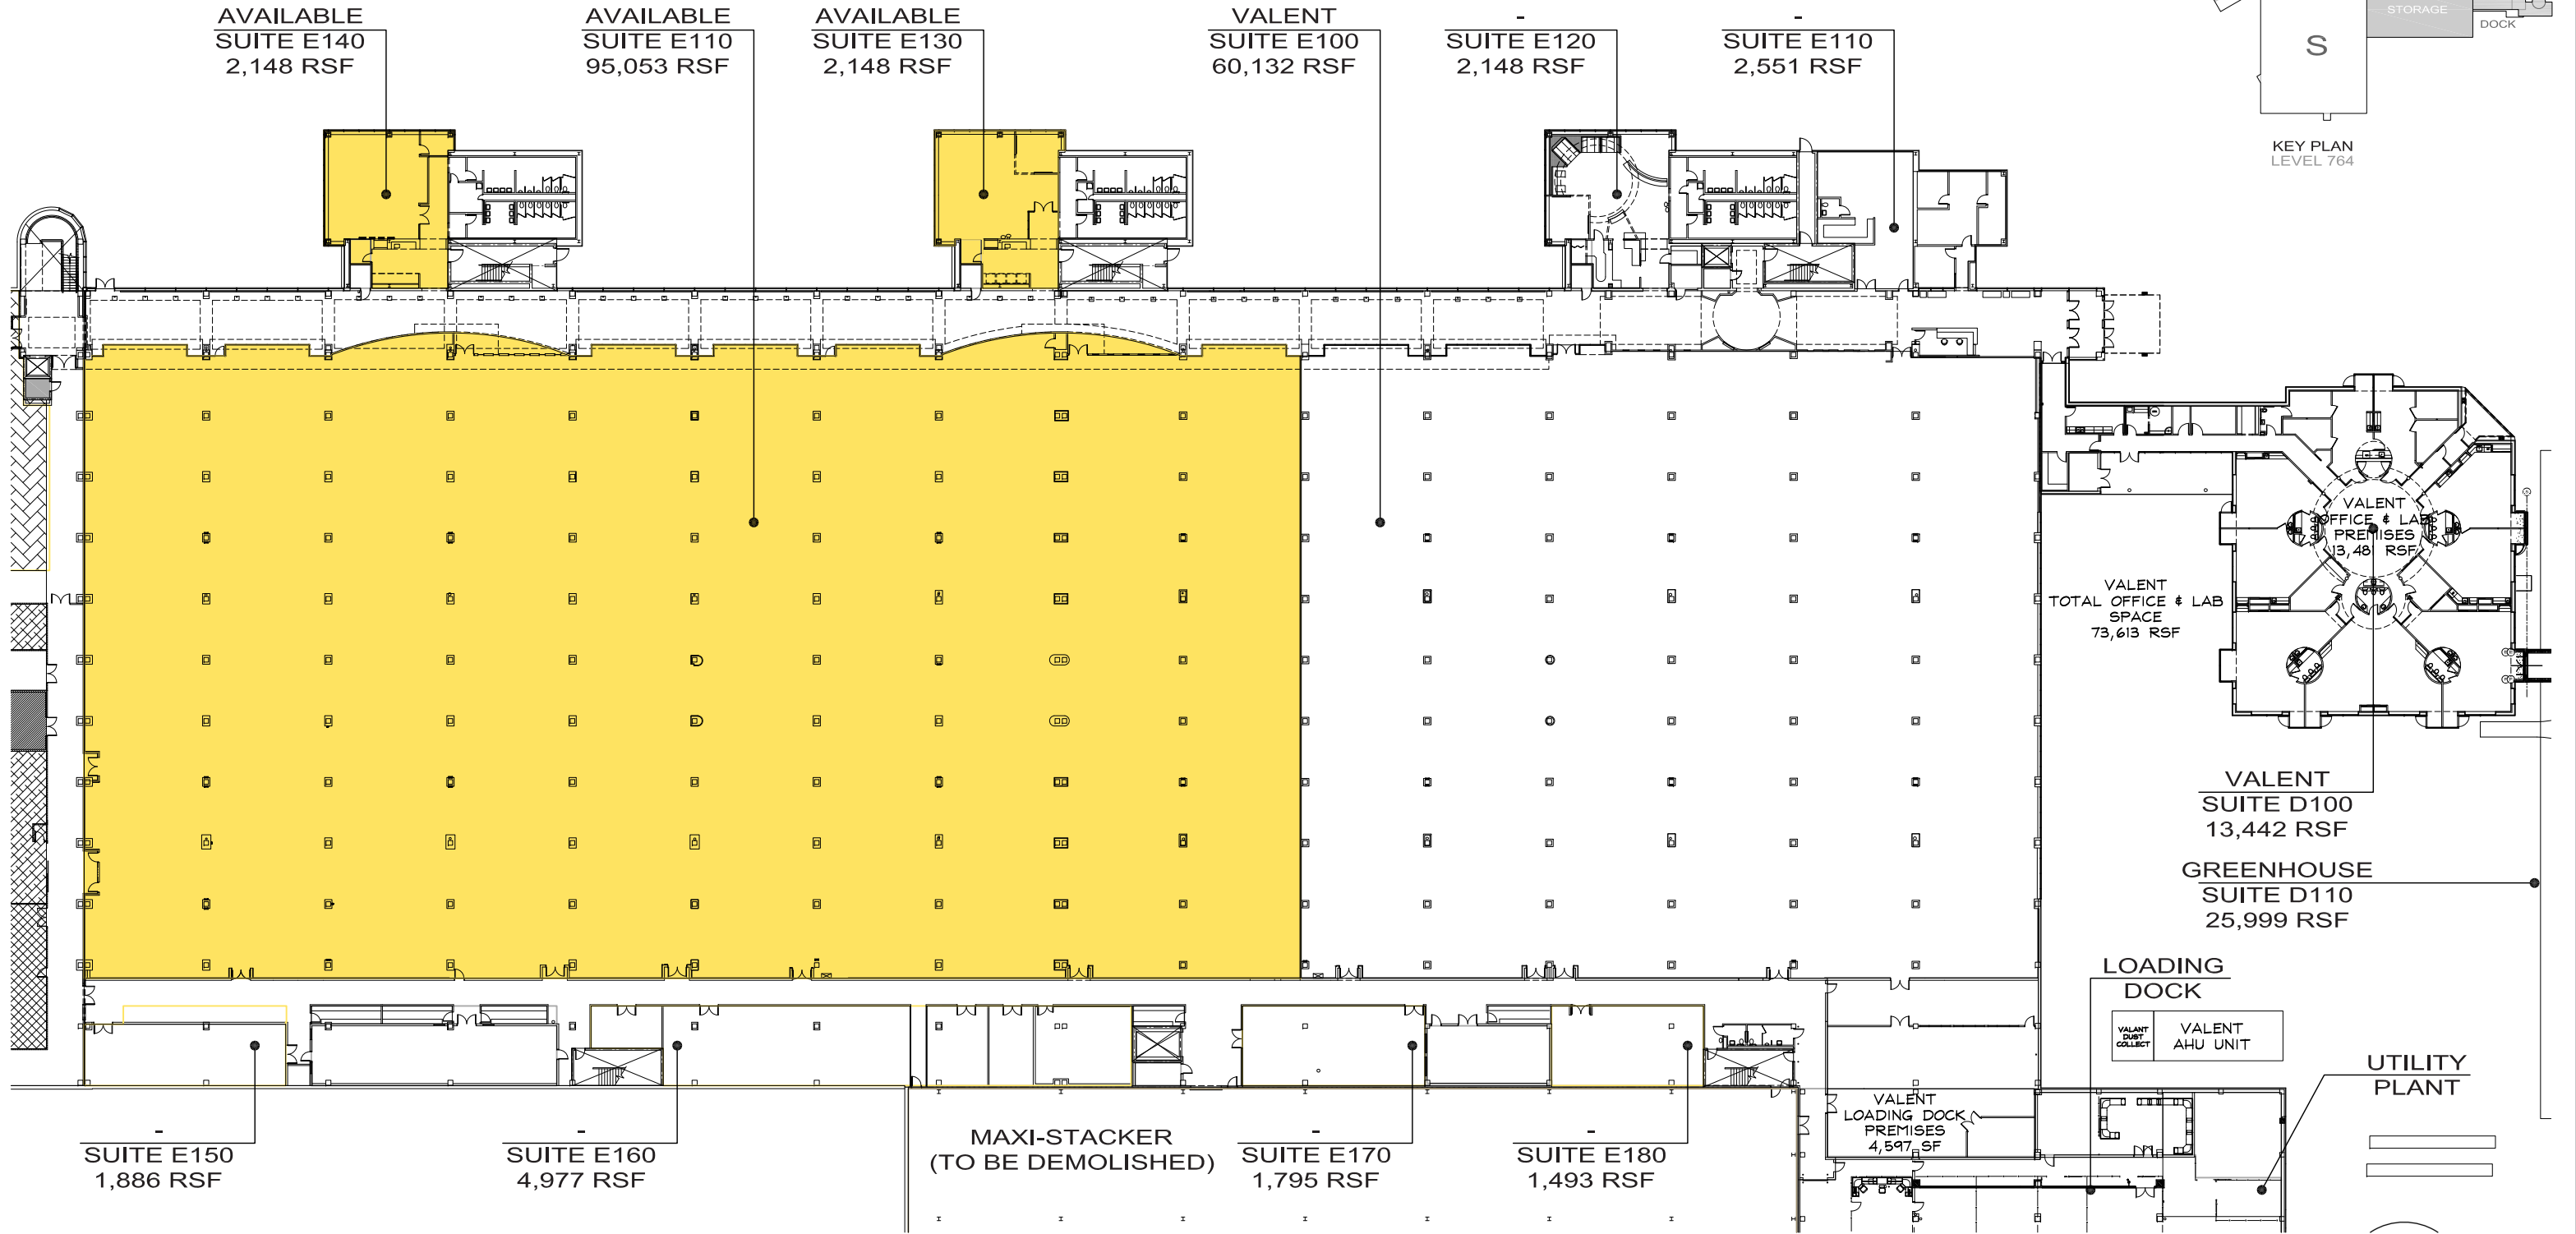 AVAILABLE
SUITE E140
2,148 RSF
AVAILABLE
SUITE E110
95,053 RSF
AVAILABLE
SUITE E130
2,148 RSF
VALENT
SUITE E100
60,132 RSF
-
SUITE E120
2,148 RSF
-
SUITE E110
2,551 RSF
STORAGE
DOCK
S
KEY PLAN
LEVEL 764
VALENT
OFFICE & LAB
PREMISES
13,481 RSF
VALENT
TOTAL OFFICE & LAB
SPACE
73,613 RSF
VALENT
SUITE D100
13,442 RSF
GREENHOUSE
SUITE D110
25,999 RSF
LOADING
DOCK
VALANT
DUST
COLLECT
VALENT
AHU UNIT
UTILITY
PLANT
VALENT
LOADING DOCK
PREMISES
4,597 SF
-
SUITE E150
1,886 RSF
-
SUITE E160
4,977 RSF
MAXI-STACKER
(TO BE DEMOLISHED)
-
SUITE E170
1,795 RSF
-
SUITE E180
1,493 RSF